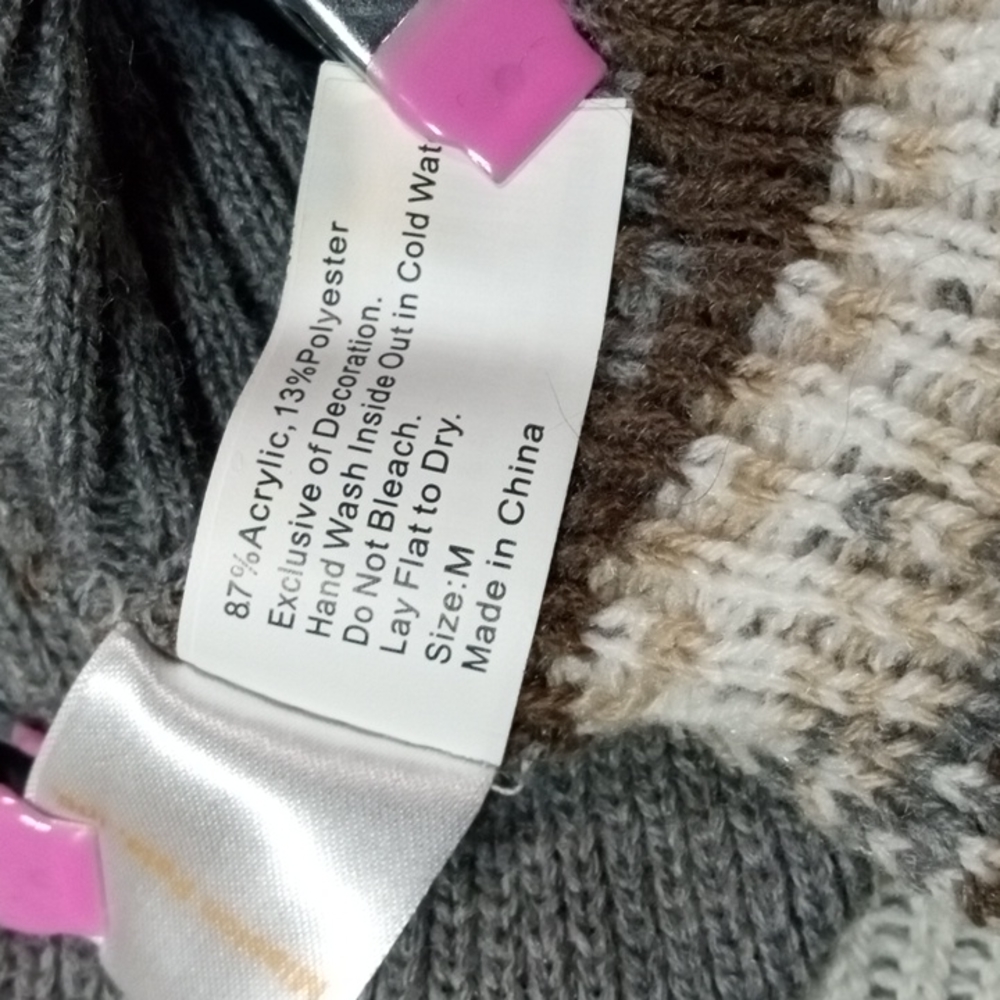 87%Acrylic,13%Polyester
Exclusive of Decoration.
Hand Wash Inside Out in Cold Wat
Do Not Bleach.
Lay Flat to Dry.
Size:M
Made in China